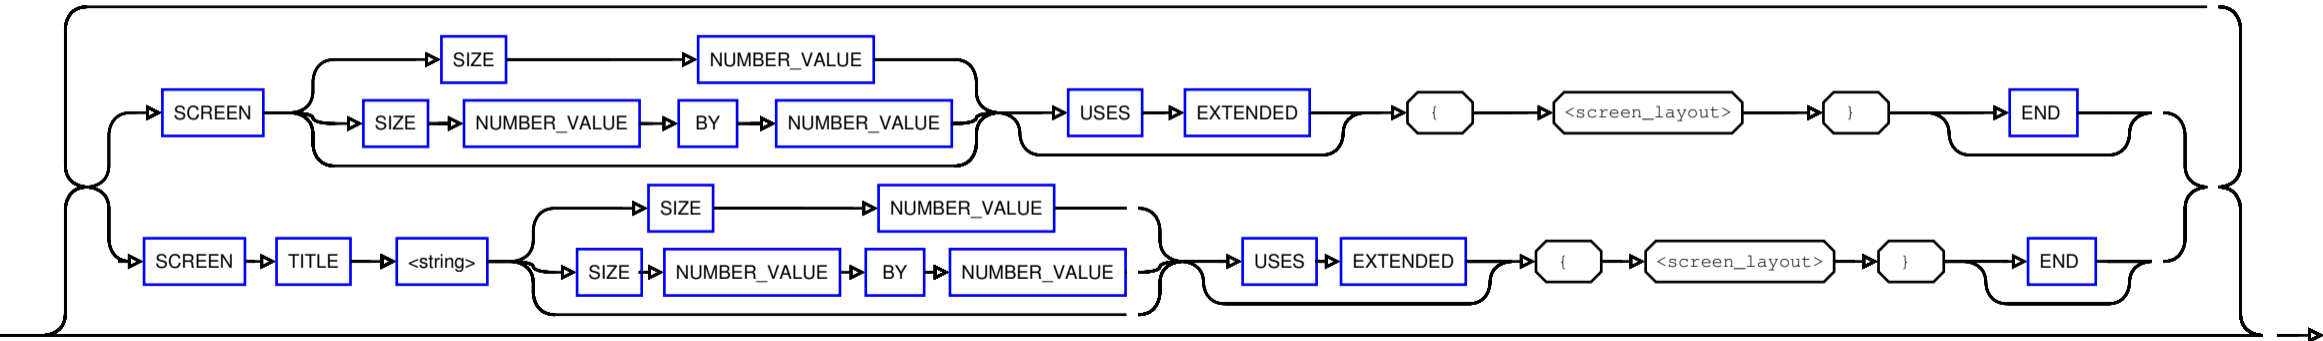 SIZE NUMBER_VALUE
SCREEN USES EXTENDED { <screen_layout> } END
SIZE NUMBER_VALUE BY NUMBER_VALUE
SIZE NUMBER_VALUE
SCREEN TITLE <string> USES EXTENDED { <screen_layout> } END
SIZE NUMBER_VALUE BY NUMBER_VALUE